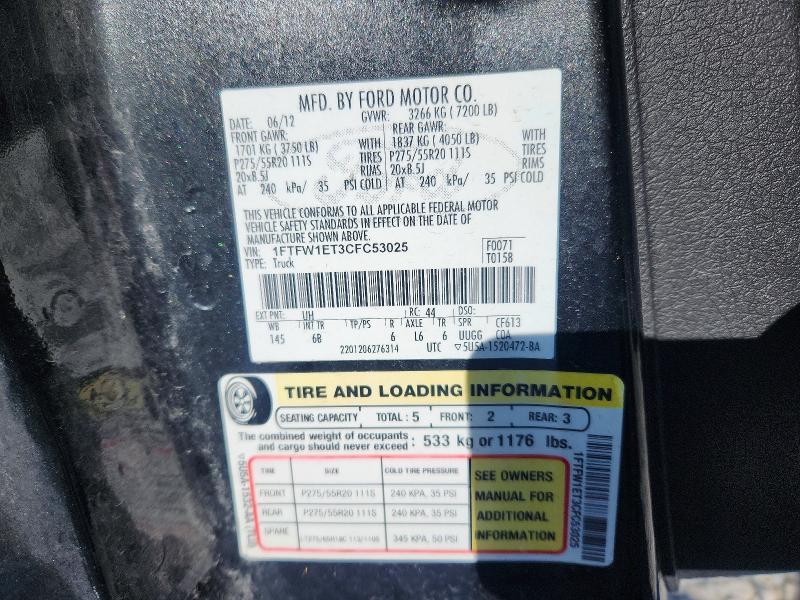 MFD. BY FORD MOTOR CO.
DATE: 06/12 GVWR: 3266 KG ( 7200 LB)
FRONT GAWR: REAR GAWR:
1701 KG ( 3750 LB) WITH 1837 KG ( 4050 LB) WITH
P275/55R20 111S TIRES P275/55R20 111S TIRES
20x8.5J RIMS 20x8.5J RIMS
AT 240 kPa/ 35 PSI COLD AT 240 kPa/ 35 PSI COLD
THIS VEHICLE CONFORMS TO ALL APPLICABLE FEDERAL MOTOR
VEHICLE SAFETY STANDARDS IN EFFECT ON THE DATE OF
MANUFACTURE SHOWN ABOVE.
VIN: 1FTFW1ET3CFC53025 F0071
TYPE: Truck T0158
EXT PNT: UH RC: 44 DSO:
WB INT TR TP/PS R AXLE TR SPR CF613
145 6B 6 L6 6 UUGG COA
2201206276314 UTC ▽5U5A-1520472-BA
TIRE AND LOADING INFORMATION
SEATING CAPACITY TOTAL : 5 FRONT: 2 REAR: 3
The combined weight of occupants
and cargo should never exceed : 533 kg or 1176 lbs.
TIRE SIZE COLD TIRE PRESSURE
FRONT P275/55R20 111S 240 KPA, 35 PSI
REAR P275/55R20 111S 240 KPA, 35 PSI
SPARE 345 KPA, 50 PSI
SEE OWNERS
MANUAL FOR
ADDITIONAL
INFORMATION
1FTFW1ET3CFC53025